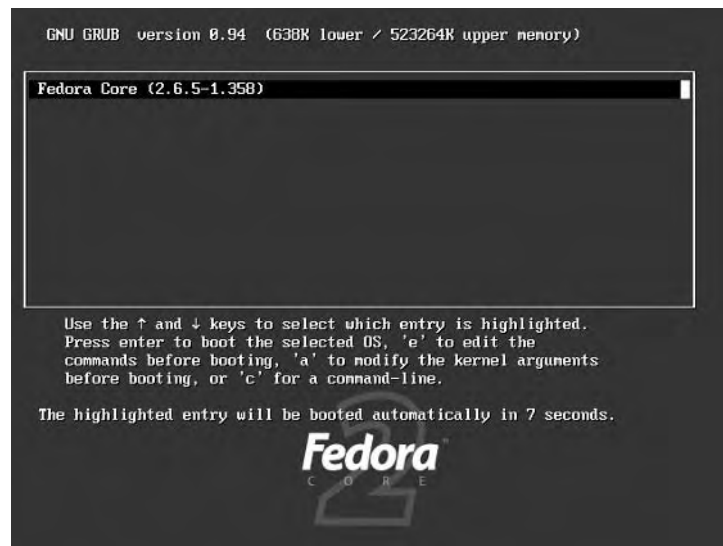 GNU GRUB version 0.94 (638K lower / 523264K upper memory)
Fedora Core (2.6.5-1.358)
Use the ↑ and ↓ keys to select which entry is highlighted.
Press enter to boot the selected OS, 'e' to edit the
commands before booting, 'a' to modify the kernel arguments
before booting, or 'c' for a command-line.
The highlighted entry will be booted automatically in 7 seconds.
Fedora
CORE
2